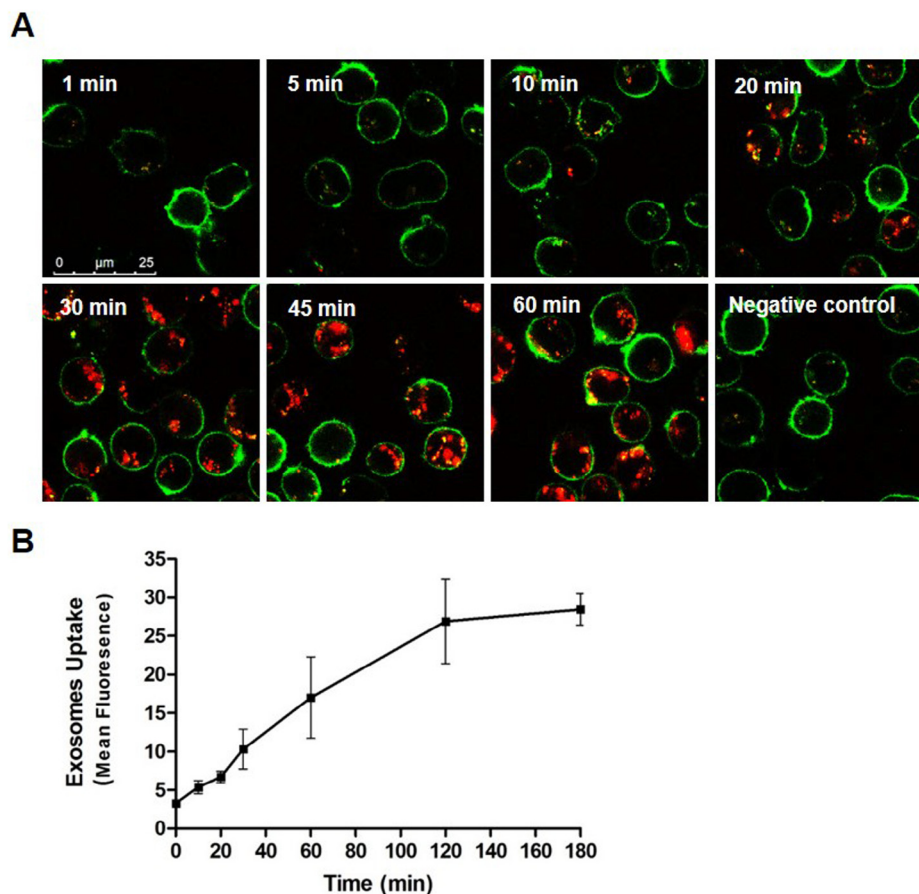 A
1 min
5 min
10 min
20 min
0 µm 25
30 min
45 min
60 min
Negative control
B
Exosomes Uptake
(Mean Fluoresence)
35
30
25
20
15
10
5
0
0 20 40 60 80 100 120 140 160 180
Time (min)